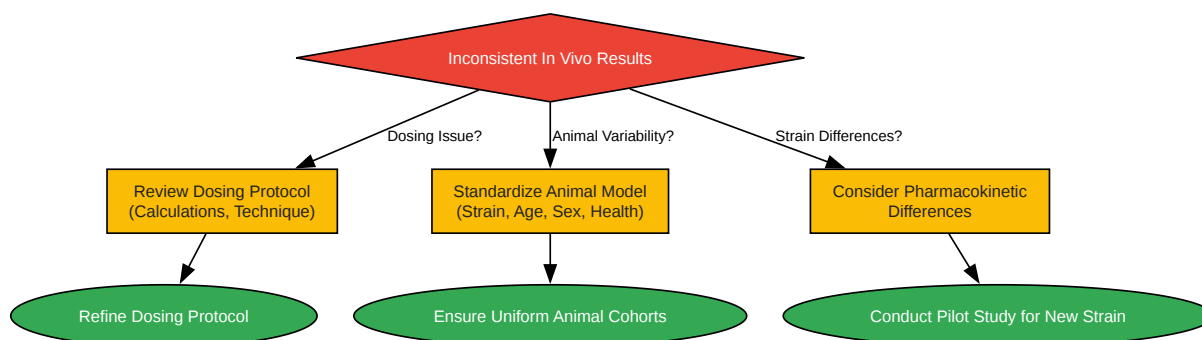 Inconsistent In Vivo Results
Dosing Issue?
Animal Variability?
Strain Differences?
Review Dosing Protocol
(Calculations, Technique)
Standardize Animal Model
(Strain, Age, Sex, Health)
Consider Pharmacokinetic
Differences
Refine Dosing Protocol
Ensure Uniform Animal Cohorts
Conduct Pilot Study for New Strain